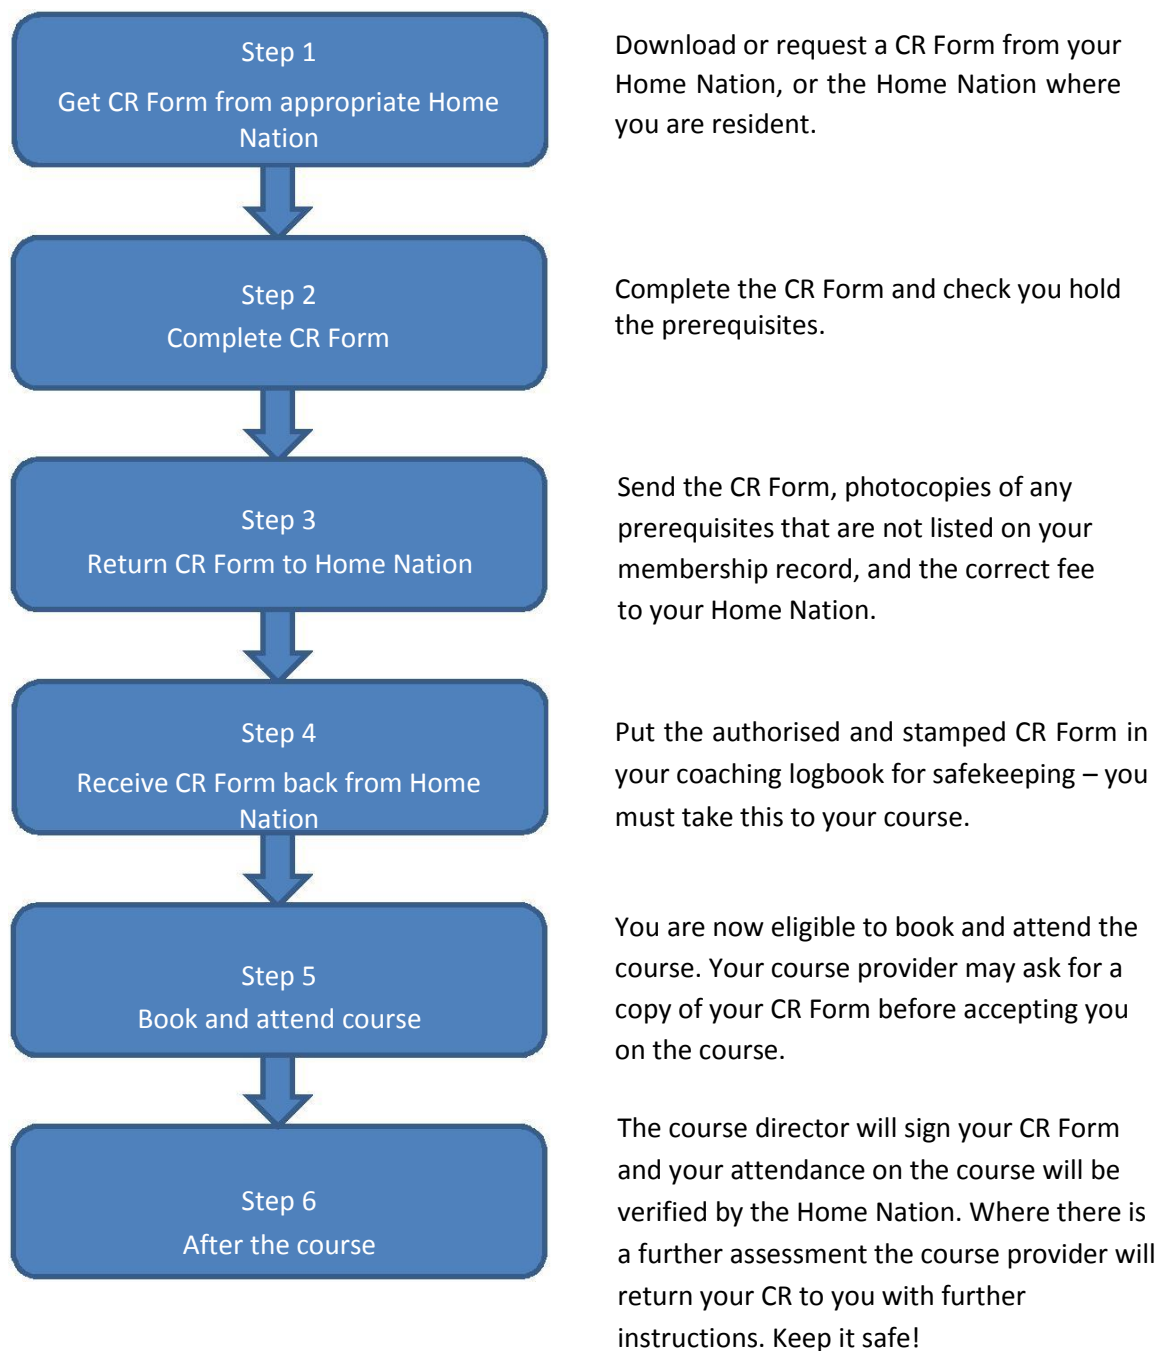 Step 1
Get CR Form from appropriate Home
Nation
Download or request a CR Form from your
Home Nation, or the Home Nation where
you are resident.
Step 2
Complete CR Form
Complete the CR Form and check you hold
the prerequisites.
Step 3
Return CR Form to Home Nation
Send the CR Form, photocopies of any
prerequisites that are not listed on your
membership record, and the correct fee
to your Home Nation.
Step 4
Receive CR Form back from Home
Nation
Put the authorised and stamped CR Form in
your coaching logbook for safekeeping – you
must take this to your course.
Step 5
Book and attend course
You are now eligible to book and attend the
course. Your course provider may ask for a
copy of your CR Form before accepting you
on the course.
Step 6
After the course
The course director will sign your CR Form
and your attendance on the course will be
verified by the Home Nation. Where there is
a further assessment the course provider will
return your CR to you with further
instructions. Keep it safe!